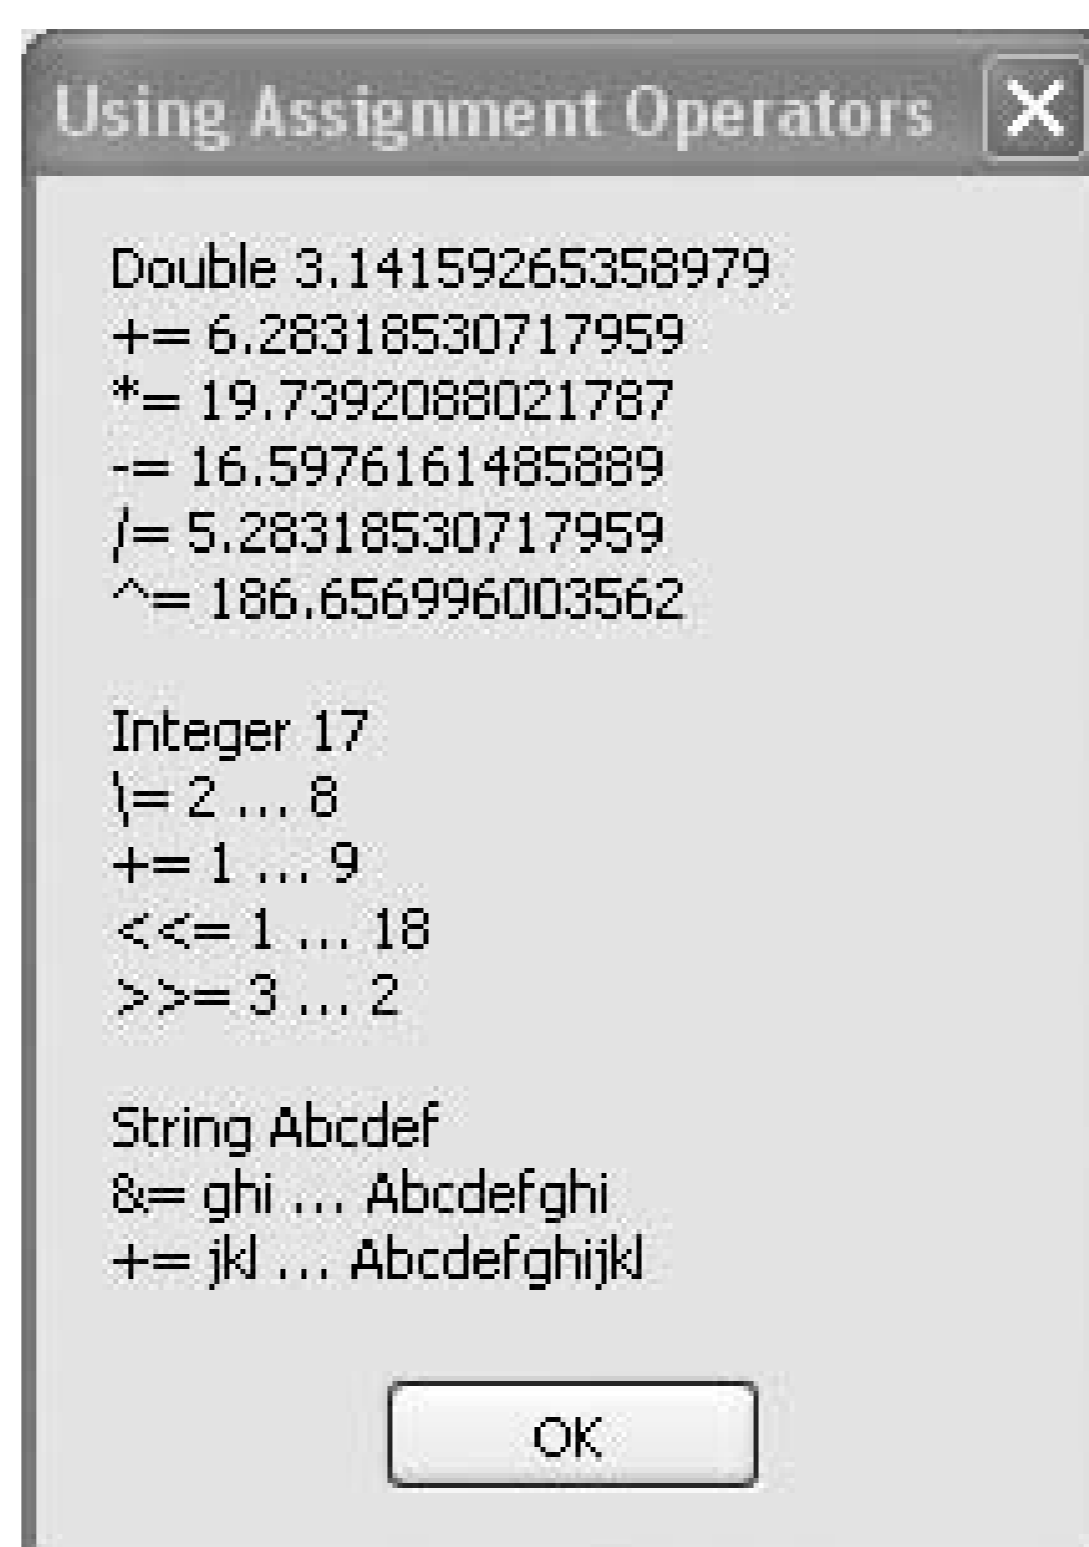 Using Assignment Operators
Double 3.14159265358979
+= 6.28318530717959
*= 19.7392088021787
-= 16.5976161485889
/= 5.28318530717959
^= 186.656996003562
Integer 17
\= 2 ... 8
+= 1 ... 9
<<= 1 ... 18
>>= 3 ... 2
String Abcdef
&= ghi ... Abcdefghi
+= jkl ... Abcdefghijkl
OK